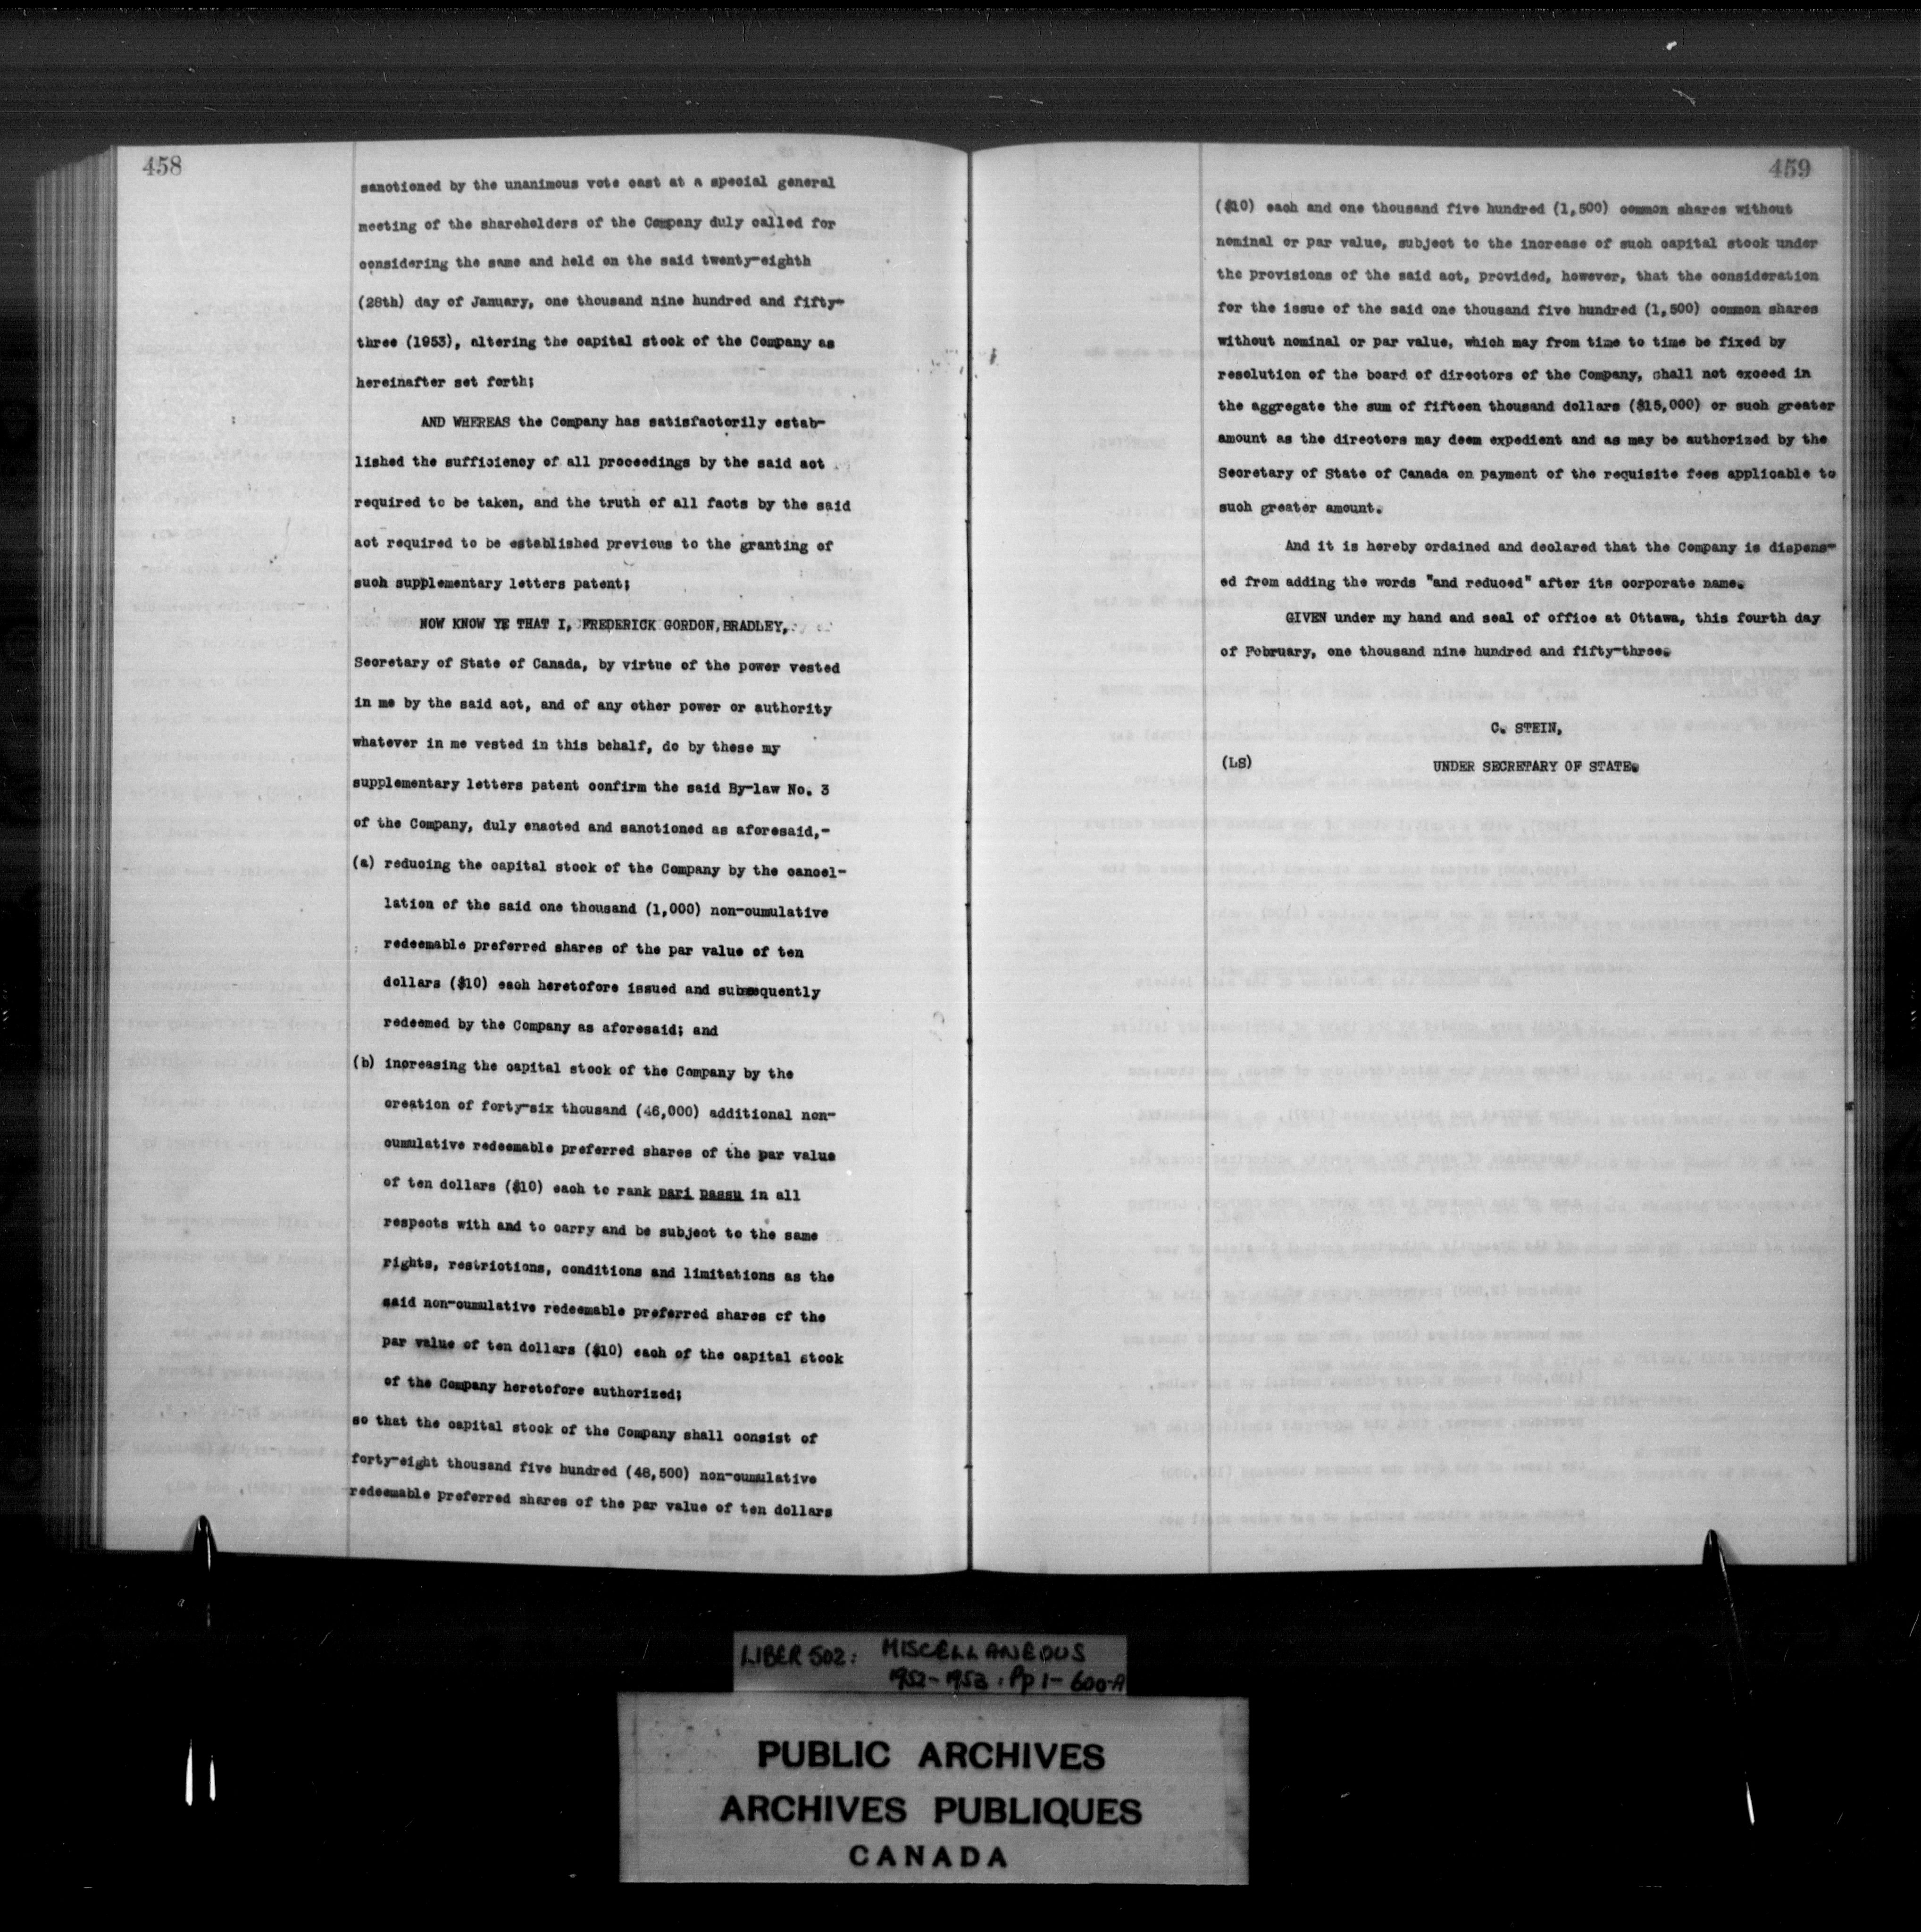 458
sanctioned by the unanimous vote cast at a special general
meeting of the shareholders of the Company duly called for
considering the same and held on the said twenty-eighth
(28th) day of January, one thousand nine hundred and fifty-
three (1953), altering the capital stock of the Company as
hereinafter set forth;
AND WHEREAS the Company has satisfactorily estab-
lished the sufficiency of all proceedings by the said act
required to be taken, and the truth of all facts by the said
act required to be established previous to the granting of
such supplementary letters patent;
NOW KNOW YE THAT I, FREDERICK GORDON BRADLEY,
Secretary of State of Canada, by virtue of the power vested
in me by the said act, and of any other power or authority
whatever in me vested in this behalf, do by these my
supplementary letters patent confirm the said By-law No. 3
of the Company, duly enacted and sanctioned as aforesaid,-
(a) reducing the capital stock of the Company by the cancel-
lation of the said one thousand (1,000) non-cumulative
redeemable preferred shares of the par value of ten
dollars ($10) each heretofore issued and subsequently
redeemed by the Company as aforesaid; and
(b) increasing the capital stock of the Company by the
creation of forty-six thousand (46,000) additional non-
cumulative redeemable preferred shares of the par value
of ten dollars ($10) each to rank pari passu in all
respects with and to carry and be subject to the same
rights, restrictions, conditions and limitations as the
said non-cumulative redeemable preferred shares of the
par value of ten dollars ($10) each of the capital stock
of the Company heretofore authorized;
so that the capital stock of the Company shall consist of
forty-eight thousand five hundred (48,500) non-cumulative
redeemable preferred shares of the par value of ten dollars
459
($10) each and one thousand five hundred (1,500) common shares without
nominal or par value, subject to the increase of such capital stock under
the provisions of the said act, provided, however, that the consideration
for the issue of the said one thousand five hundred (1,500) common shares
without nominal or par value, which may from time to time be fixed by
resolution of the board of directors of the Company, shall not exceed in
the aggregate the sum of fifteen thousand dollars ($15,000) or such greater
amount as the directors may deem expedient and as may be authorized by the
Secretary of State of Canada on payment of the requisite fees applicable to
such greater amount.
And it is hereby ordained and declared that the Company is dispens-
ed from adding the words "and reduced" after its corporate name.
GIVEN under my hand and seal of office at Ottawa, this fourth day
of February, one thousand nine hundred and fifty-three.
C. STEIN,
(LS) UNDER SECRETARY OF STATE.
LIBER 502: MISCELLANEOUS
1952-1953: Pp 1-600-A
PUBLIC ARCHIVES
ARCHIVES PUBLIQUES
CANADA